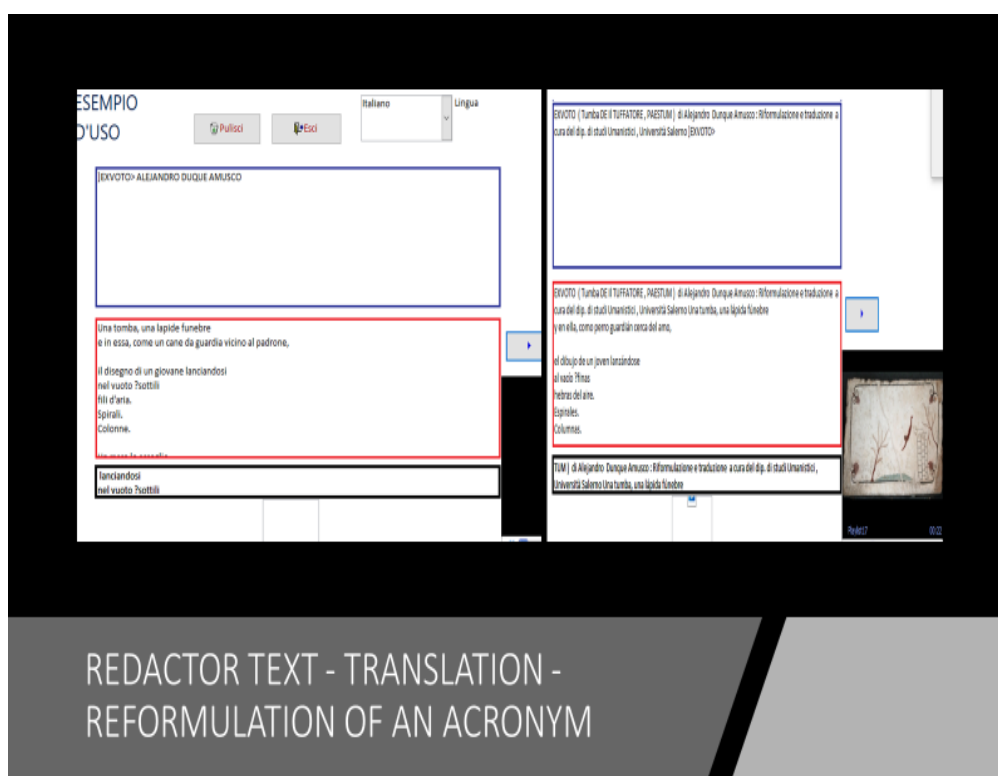 ESEMPIO
D'USO
Pulisci
Esci
Italiano
Lingua
]EXVOTO> ALEJANDRO DUQUE AMUSCO
Una tomba, una lapide funebre
e in essa, come un cane da guardia vicino al padrone,
il disegno di un giovane lanciandosi
nel vuoto ?sottili
fili d'aria.
Spirali.
Colonne.
lanciandosi
nel vuoto ?sottili
EXVOTO ( Tumba DE Il TUFFATORE , PAESTUM ) di Alejandro Dunque Amusco : Riformulazione e traduzione a
cura del dip. di studi Umanistici , Università Salerno ]EXVOTO>
EXVOTO ( Tumba DE Il TUFFATORE , PAESTUM ) di Alejandro Dunque Amusco : Riformulazione e traduzione a
cura del dip. di studi Umanistici , Università Salerno Una tumba, una lápida fúnebre
y en ella, como perro guardián cerca del amo,
el dibujo de un joven lanzándose
al vacío ?finas
hebras del aire.
Espirales.
Columnas.
TUM ) di Alejandro Dunque Amusco : Riformulazione e traduzione a cura del dip. di studi Umanistici ,
Università Salerno Una tumba, una lápida fúnebre
Playlist17
00:22
REDACTOR TEXT - TRANSLATION -
REFORMULATION OF AN ACRONYM